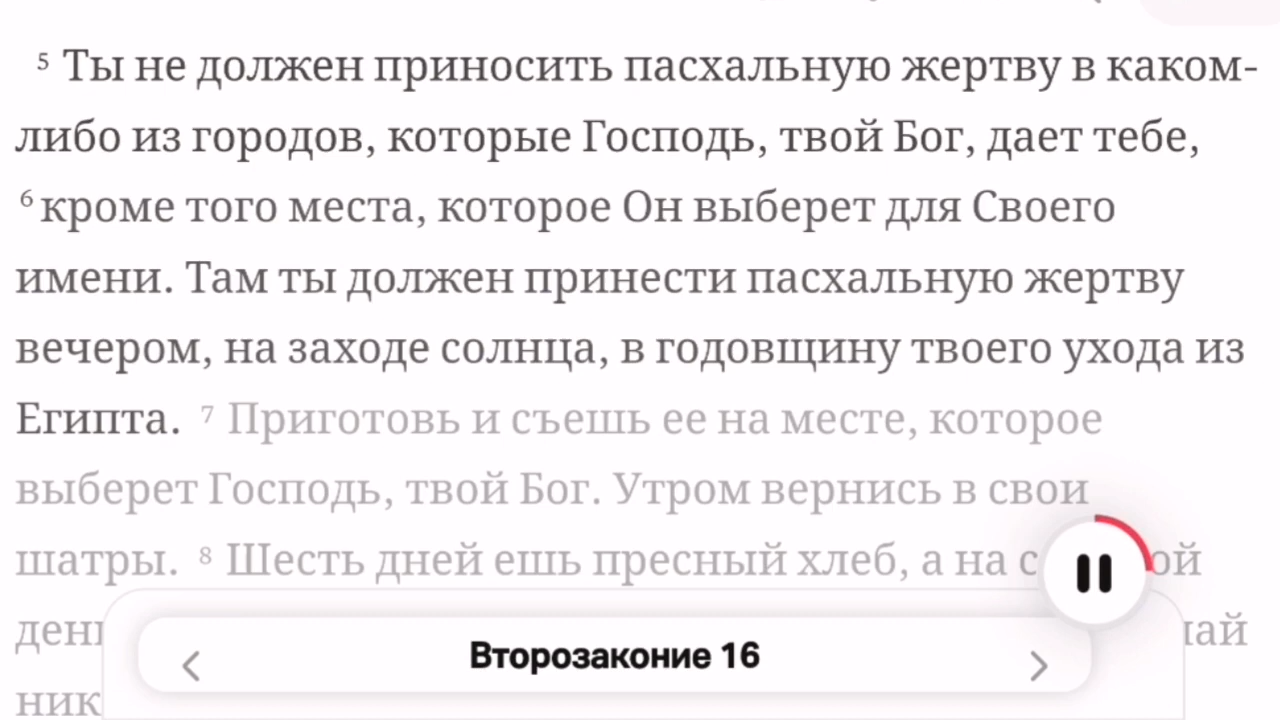 5 Ты не должен приносить пасхальную жертву в каком-
либо из городов, которые Господь, твой Бог, дает тебе,
6 кроме того места, которое Он выберет для Своего
имени. Там ты должен принести пасхальную жертву
вечером, на заходе солнца, в годовщину твоего ухода из
Египта. 7 Приготовь и съешь ее на месте, которое
выберет Господь, твой Бог. Утром вернись в свои
шатры. 8 Шесть дней ешь пресный хлеб, а на
Второзаконие 16